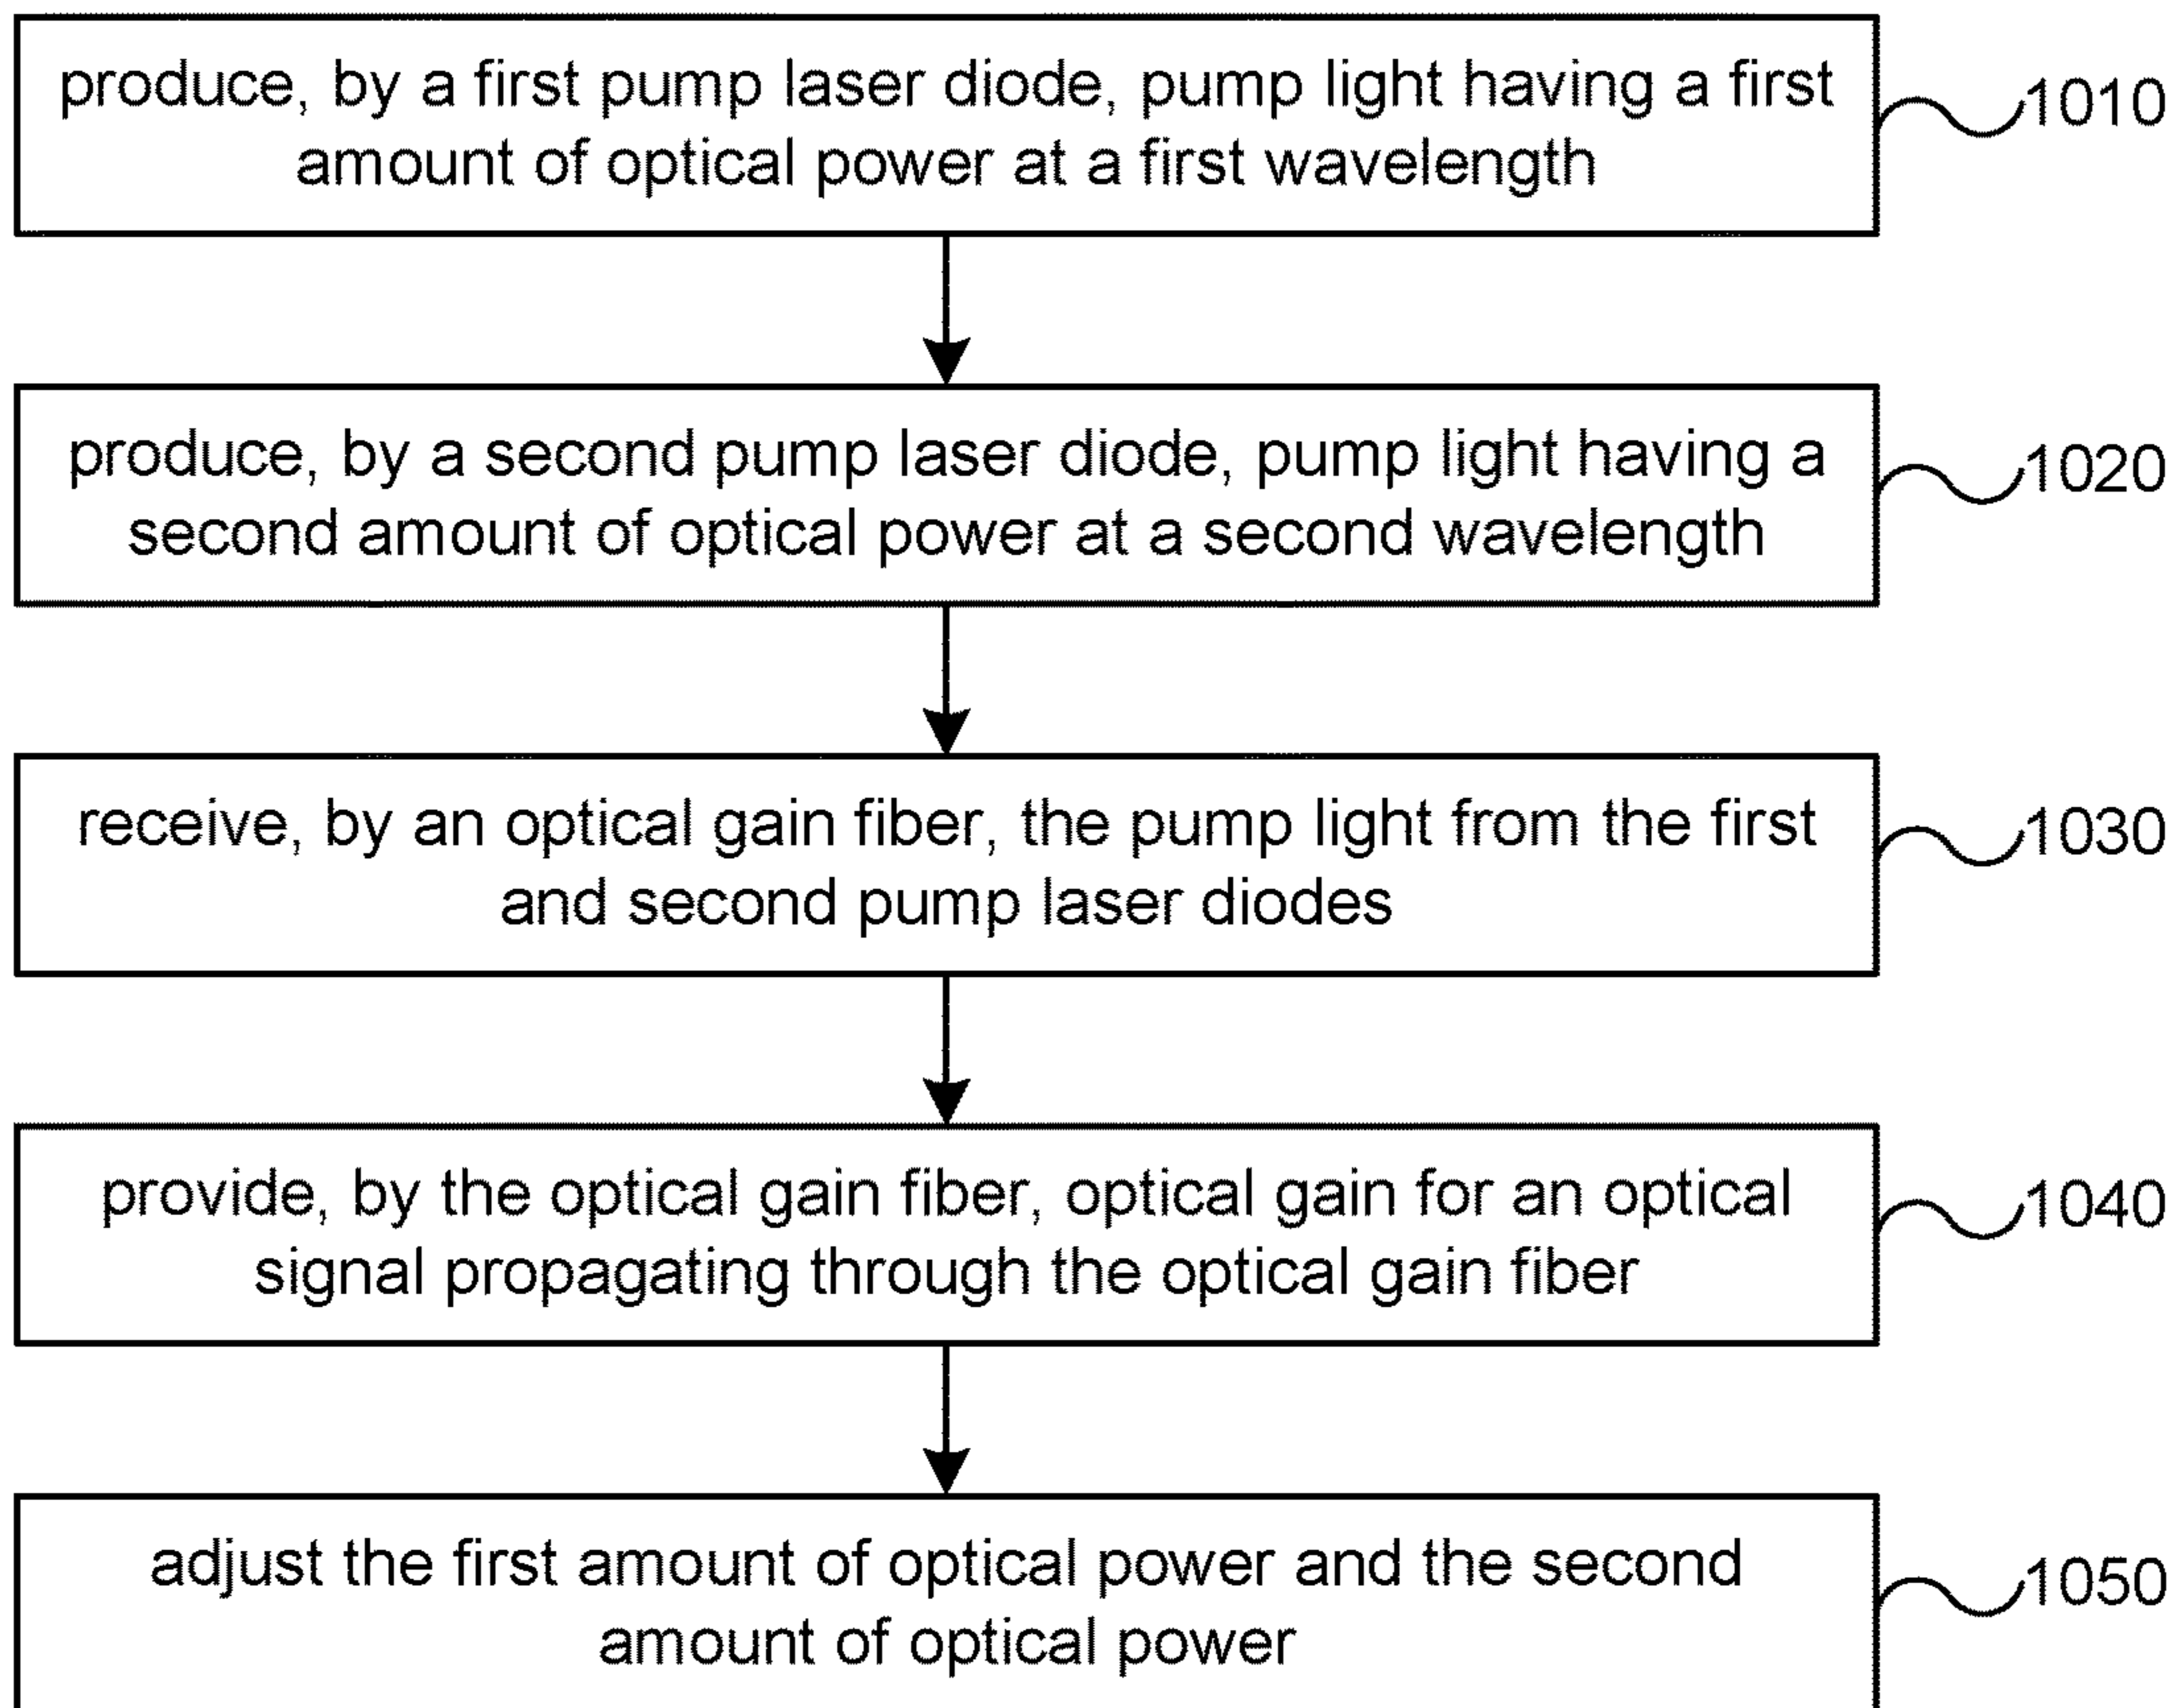 produce, by a first pump laser diode, pump light having a first
amount of optical power at a first wavelength
1010
produce, by a second pump laser diode, pump light having a
second amount of optical power at a second wavelength
1020
receive, by an optical gain fiber, the pump light from the first
and second pump laser diodes
1030
provide, by the optical gain fiber, optical gain for an optical
signal propagating through the optical gain fiber
1040
adjust the first amount of optical power and the second
amount of optical power
1050